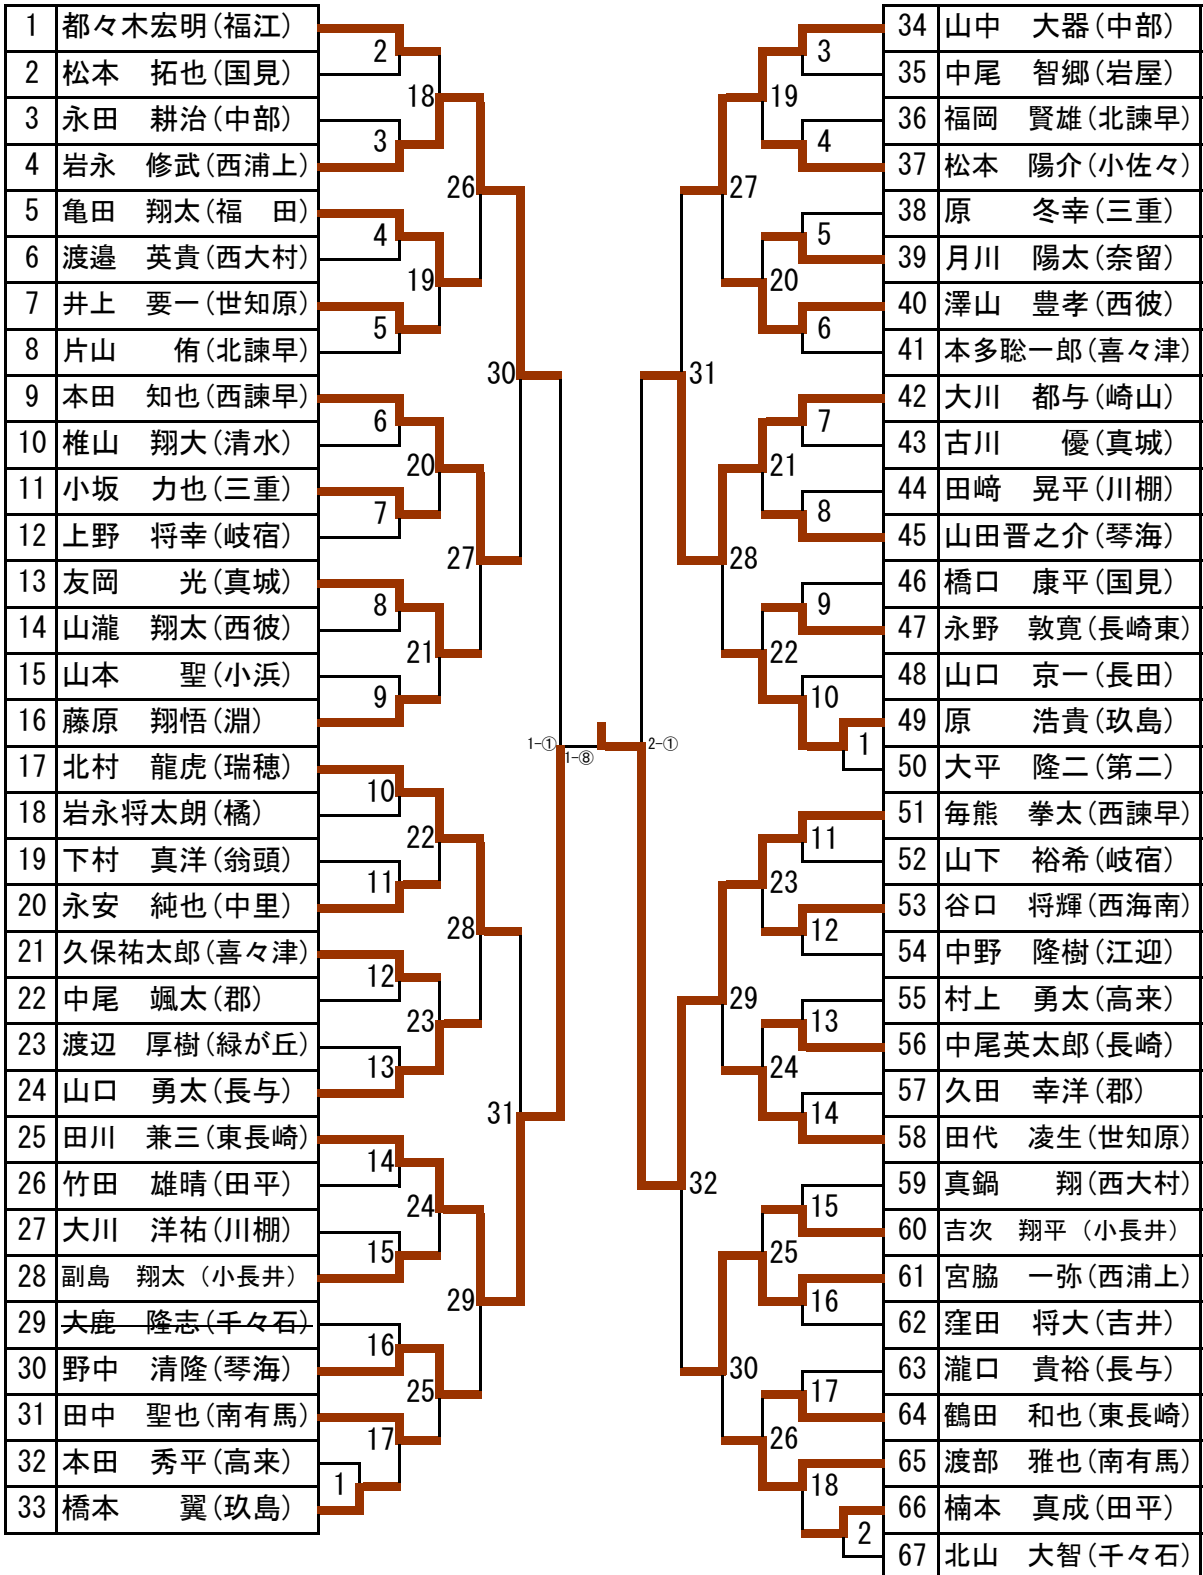 1 都々木宏明(福江)
2 松本　拓也(国見)
3 永田　耕治(中部)
4 岩永　修武(西浦上)
5 亀田　翔太(福　田)
6 渡邉　英貴(西大村)
7 井上　要一(世知原)
8 片山　　侑(北諫早)
9 本田　知也(西諫早)
10 椎山　翔大(清水)
11 小坂　力也(三重)
12 上野　将幸(岐宿)
13 友岡　　光(真城)
14 山瀧　翔太(西彼)
15 山本　　聖(小浜)
16 藤原　翔悟(淵)
17 北村　龍虎(瑞穂)
18 岩永将太朗(橘)
19 下村　真洋(翁頭)
20 永安　純也(中里)
21 久保祐太郎(喜々津)
22 中尾　颯太(郡)
23 渡辺　厚樹(緑が丘)
24 山口　勇太(長与)
25 田川　兼三(東長崎)
26 竹田　雄晴(田平)
27 大川　洋祐(川棚)
28 副島　翔太（小長井）
29 大鹿　隆志(千々石)
30 野中　清隆(琴海)
31 田中　聖也(南有馬)
32 本田　秀平(高来)
33 橋本　　翼(玖島)
2
3
4
5
6
7
8
9
10
11
12
13
14
15
16
17
1
18
19
20
21
22
23
24
25
26
27
28
29
30
31
1-①
1-⑧
2-①
31
32
27
28
29
30
19
20
21
22
23
24
25
26
3
4
5
6
7
8
9
10
1
11
12
13
14
15
16
17
18
2
34 山中　大器(中部)
35 中尾　智郷(岩屋)
36 福岡　賢雄(北諫早)
37 松本　陽介(小佐々)
38 原　　冬幸(三重)
39 月川　陽太(奈留)
40 澤山　豊孝(西彼)
41 本多聡一郎(喜々津)
42 大川　都与(崎山)
43 古川　　優(真城)
44 田﨑　晃平(川棚)
45 山田晋之介(琴海)
46 橋口　康平(国見)
47 永野　敦寛(長崎東)
48 山口　京一(長田)
49 原　　浩貴(玖島)
50 大平　隆二(第二)
51 毎熊　拳太(西諫早)
52 山下　裕希(岐宿)
53 谷口　将輝(西海南)
54 中野　隆樹(江迎)
55 村上　勇太(高来)
56 中尾英太郎(長崎)
57 久田　幸洋(郡)
58 田代　凌生(世知原)
59 真鍋　　翔(西大村)
60 吉次　翔平（小長井）
61 宮脇　一弥(西浦上)
62 窪田　将大(吉井)
63 瀧口　貴裕(長与)
64 鶴田　和也(東長崎)
65 渡部　雅也(南有馬)
66 楠本　真成(田平)
67 北山　大智(千々石)